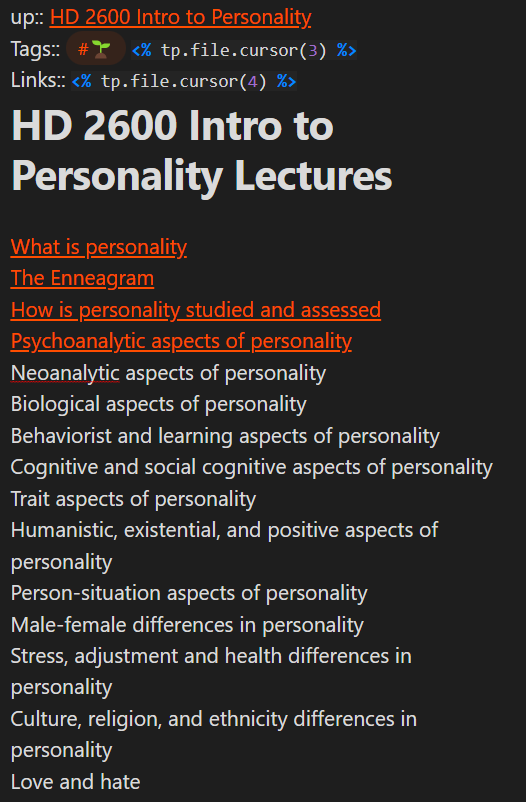 up:: HD 2600 Intro to Personality
Tags:: #🌱 <% tp.file.cursor(3) %>
Links:: <% tp.file.cursor(4) %>
HD 2600 Intro to
Personality Lectures
What is personality
The Enneagram
How is personality studied and assessed
Psychoanalytic aspects of personality
Neoanalytic aspects of personality
Biological aspects of personality
Behaviorist and learning aspects of personality
Cognitive and social cognitive aspects of personality
Trait aspects of personality
Humanistic, existential, and positive aspects of
personality
Person-situation aspects of personality
Male-female differences in personality
Stress, adjustment and health differences in
personality
Culture, religion, and ethnicity differences in
personality
Love and hate